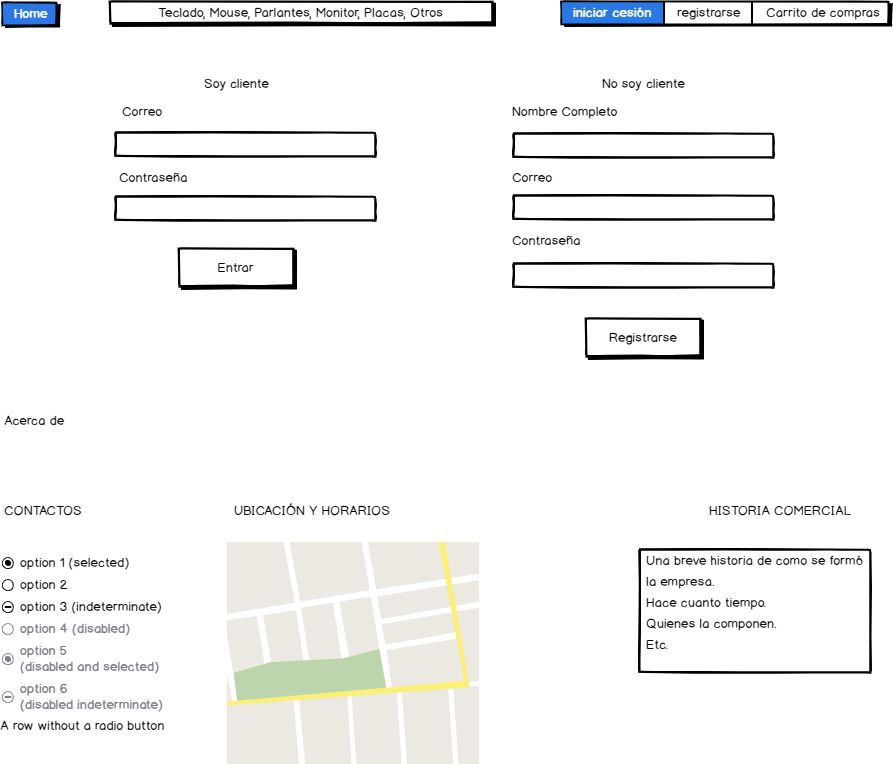 Home
Teclado, Mouse, Parlantes, Monitor, Placas, Otros
iniciar cesión
registrarse
Carrito de compras
Soy cliente
Correo
Contraseña
Entrar
No soy cliente
Nombre Completo
Correo
Contraseña
Registrarse
Acerca de
CONTACTOS
option 1 (selected)
option 2
option 3 (indeterminate)
option 4 (disabled)
option 5
(disabled and selected)
option 6
(disabled indeterminate)
A row without a radio button
UBICACIÓN Y HORARIOS
HISTORIA COMERCIAL
Una breve historia de como se formó
la empresa.
Hace cuanto tiempo.
Quienes la componen.
Etc.